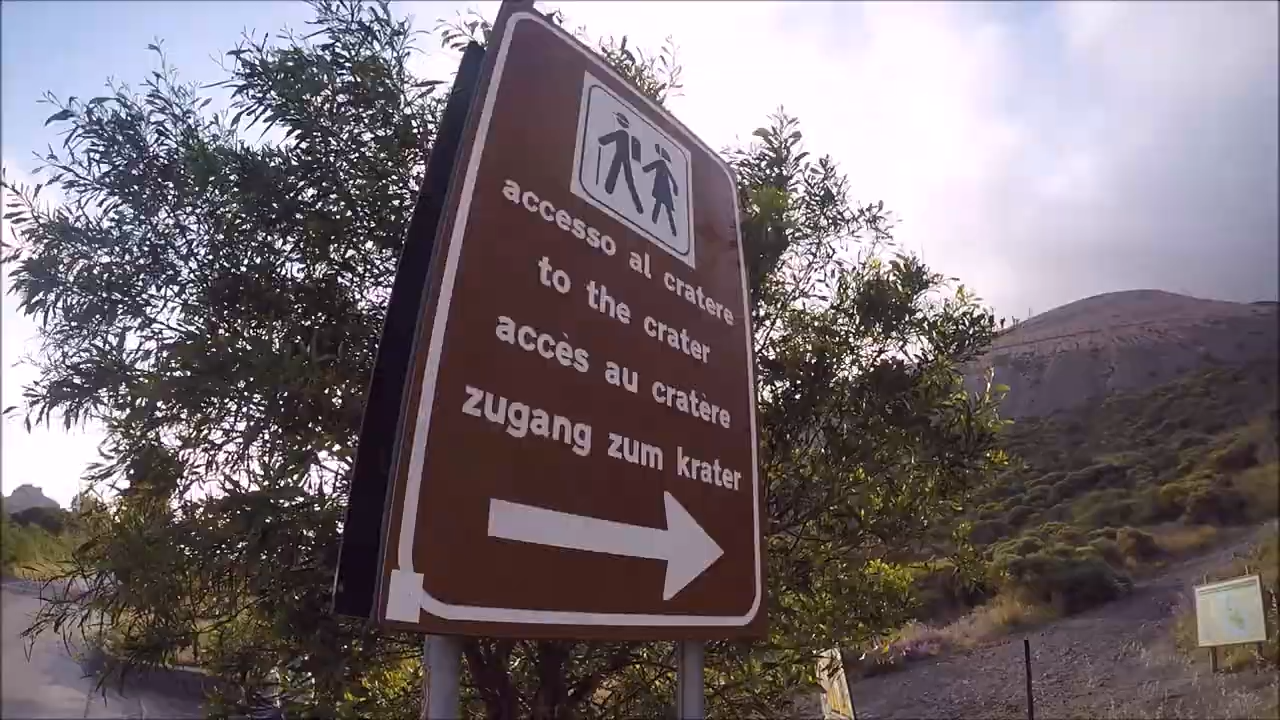 accesso al cratere
to the crater
accès au cratère
zugang zum krater